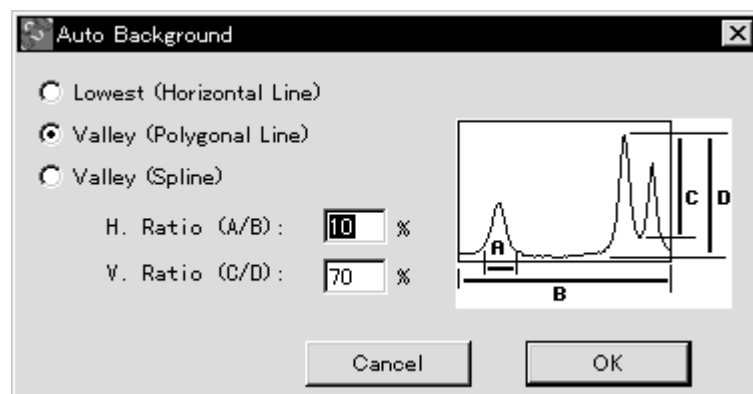 Auto Background
Lowest (Horizontal Line)
Valley (Polygonal Line)
Valley (Spline)
H. Ratio (A/B): 10 %
V. Ratio (C/D): 70 %
A
B
C
D
Cancel
OK